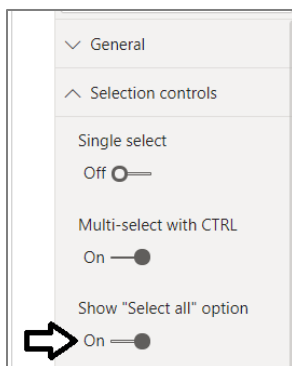 General
Selection controls
Single select
Off
Multi-select with CTRL
On
Show "Select all" option
On